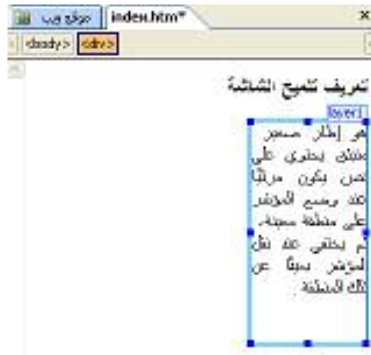 موقع ويب
index.htm*
<body> <div>
تعريف تلميح الشاشة
layer1
هو إطار صغير
منبثق يحتوي على
نص يكون مرئيًا
عند وضع المؤشر
على منطقة معينة،
ثم يختفي عند نقل
المؤشر بعيدًا عن
تلك المنطقة.